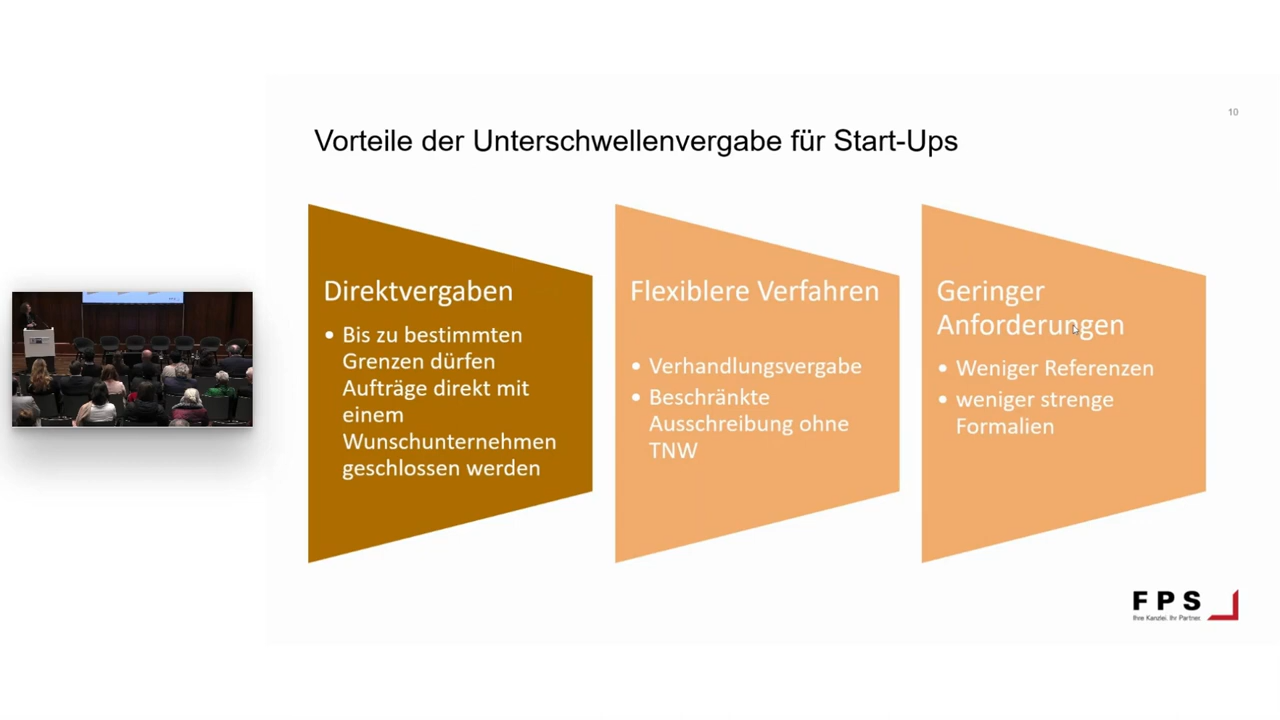 10
Vorteile der Unterschwellenvergabe für Start-Ups
Direktvergaben
• Bis zu bestimmten
Grenzen dürfen
Aufträge direkt mit
einem
Wunschunternehmen
geschlossen werden
Flexiblere Verfahren
• Verhandlungsvergabe
• Beschränkte
Ausschreibung ohne
TNW
Geringer
Anforderungen
• Weniger Referenzen
• weniger strenge
Formalien
FPS
Ihre Kanzlei. Ihr Partner.